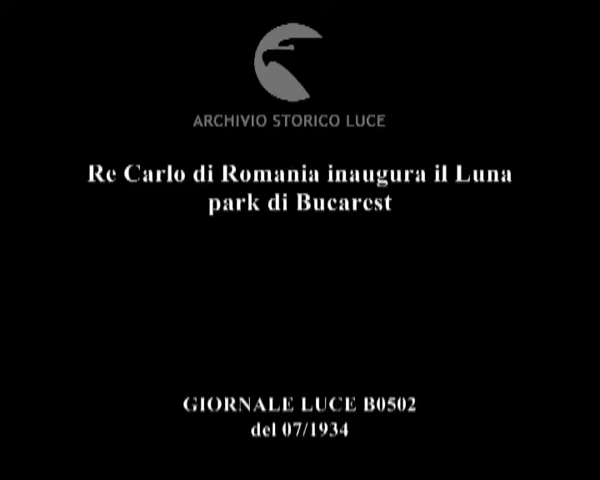 ARCHIVIO STORICO LUCE
Re Carlo di Romania inaugura il Luna
park di Bucarest
GIORNALE LUCE B0502
del 07/1934